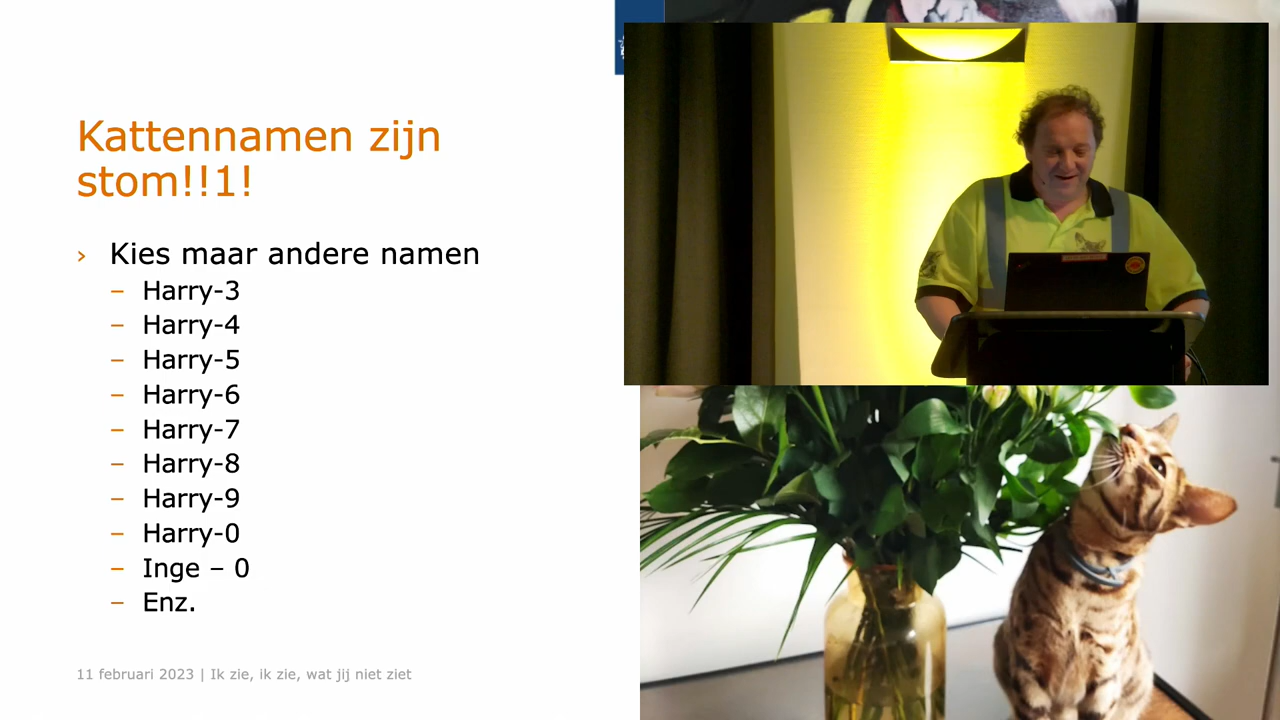 Kattennamen zijn
stom!!1!
› Kies maar andere namen
– Harry-3
– Harry-4
– Harry-5
– Harry-6
– Harry-7
– Harry-8
– Harry-9
– Harry-0
– Inge – 0
– Enz.
11 februari 2023 | Ik zie, ik zie, wat jij niet ziet